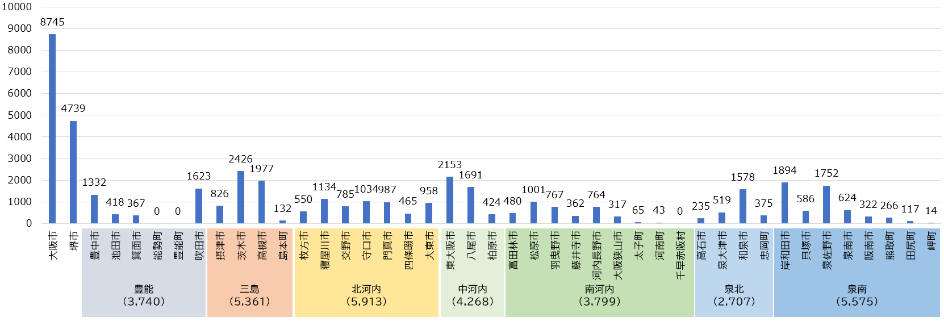 10000
9000
8000
7000
6000
5000
4000
3000
2000
1000
0
8745
4739
1332
418
367
0
0
1623
826
2426
1977
132
550
1134
785
1034
987
465
958
2153
1691
424
480
1001
767
362
764
317
65
43
0
235
519
1578
375
1894
586
1752
624
322
266
117
14
大阪市
堺市
豊中市
池田市
箕面市
能勢町
豊能町
吹田市
摂津市
茨木市
高槻市
島本町
枚方市
寝屋川市
交野市
守口市
門真市
四條畷市
大東市
東大阪市
八尾市
柏原市
富田林市
松原市
羽曳野市
藤井寺市
河内長野市
大阪狭山市
太子町
河南町
千早赤阪村
高石市
泉大津市
和泉市
忠岡町
岸和田市
貝塚市
泉佐野市
泉南市
阪南市
熊取町
田尻町
岬町
豊能
(3,740)
三島
(5,361)
北河内
(5,913)
中河内
(4,268)
南河内
(3,799)
泉北
(2,707)
泉南
(5,575)